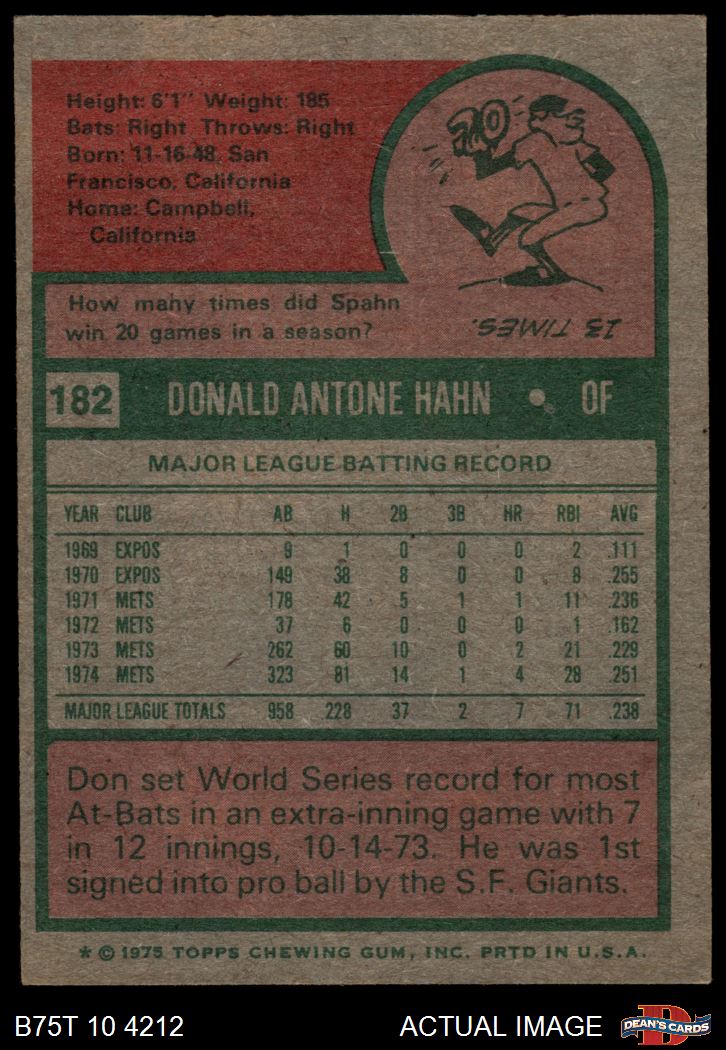 Height: 6'1" Weight: 185
Bats: Right Throws: Right
Born: 11-16-48, San
Francisco, California
Home: Campbell,
California
20
How many times did Spahn
win 20 games in a season?
13 TIMES.
182 DONALD ANTONE HAHN • OF
MAJOR LEAGUE BATTING RECORD
YEAR CLUB AB H 2B 3B HR RBI AVG
1969 EXPOS 9 1 0 0 0 2 .111
1970 EXPOS 149 38 8 0 0 8 .255
1971 METS 178 42 5 1 1 11 .236
1972 METS 37 6 0 0 0 1 .162
1973 METS 262 60 10 0 2 21 .229
1974 METS 323 81 14 1 4 28 .251
MAJOR LEAGUE TOTALS 958 228 37 2 7 71 .238
Don set World Series record for most
At-Bats in an extra-inning game with 7
in 12 innings, 10-14-73. He was 1st
signed into pro ball by the S.F. Giants.
* © 1975 TOPPS CHEWING GUM, INC. PRTD IN U.S.A.
B75T 10 4212 ACTUAL IMAGE
D
DEAN'S CARDS